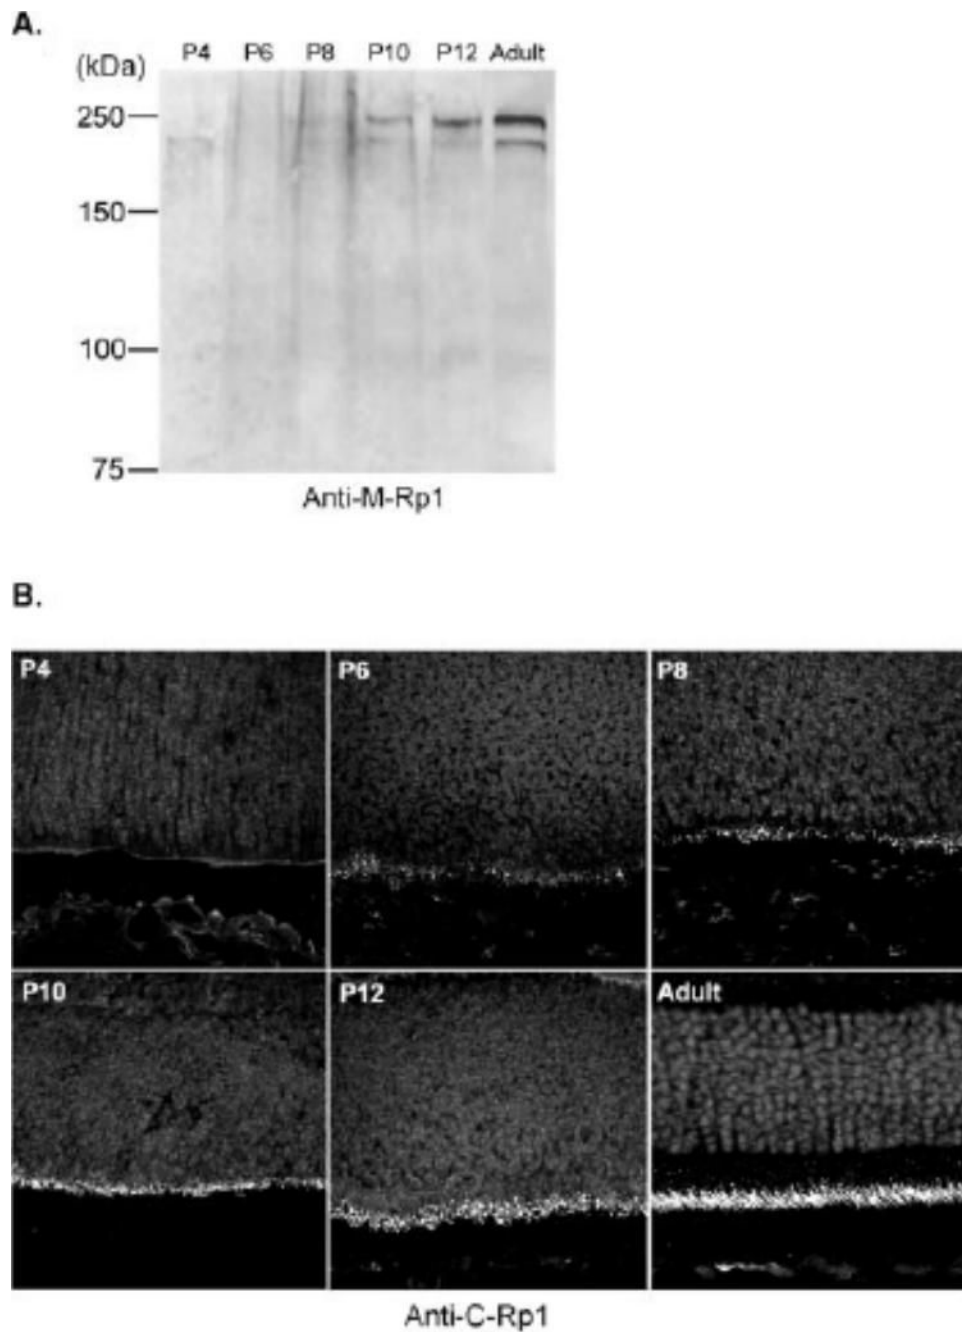 A.
P4 P6 P8 P10 P12 Adult
(kDa)
250
150
100
75
Anti-M-Rp1
B.
P4 P6 P8
P10 P12 Adult
Anti-C-Rp1